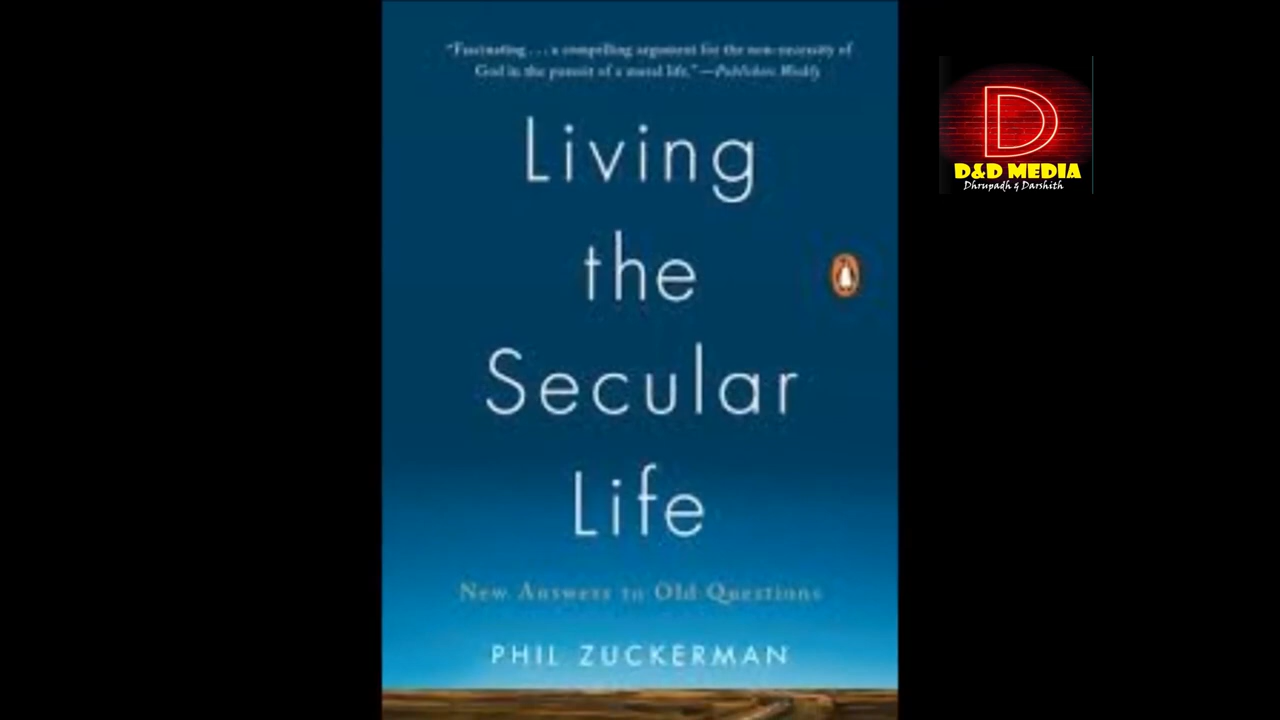 “Fascinating . . . a compelling argument for the non-necessity of
God in the pursuit of a moral life.” —Publishers Weekly
Living
the
Secular
Life
New Answers to Old Questions
PHIL ZUCKERMAN
D
D&D MEDIA
Dhrupadh & Darshith